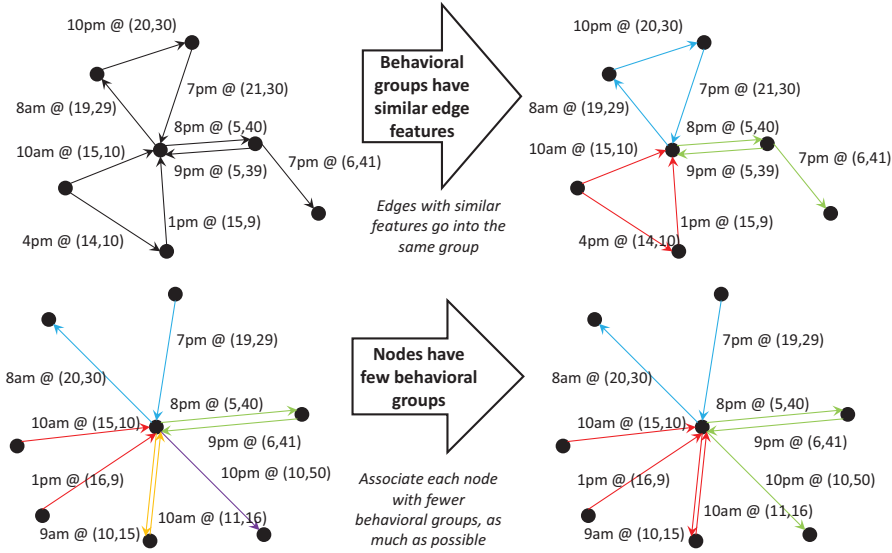 10pm @ (20,30)
7pm @ (21,30)
8am @ (19,29)
8pm @ (5,40)
10am @ (15,10)
9pm @ (5,39)
7pm @ (6,41)
1pm @ (15,9)
4pm @ (14,10)
Behavioral
groups have
similar edge
features
Edges with similar
features go into the
same group
10pm @ (20,30)
7pm @ (21,30)
8am @ (19,29)
8pm @ (5,40)
10am @ (15,10)
9pm @ (5,39)
7pm @ (6,41)
1pm @ (15,9)
4pm @ (14,10)
7pm @ (19,29)
8am @ (20,30)
8pm @ (5,40)
10am @ (15,10)
9pm @ (6,41)
1pm @ (16,9)
10pm @ (10,50)
10am @ (11,16)
9am @ (10,15)
Nodes have
few behavioral
groups
Associate each node
with fewer
behavioral groups, as
much as possible
7pm @ (19,29)
8am @ (20,30)
8pm @ (5,40)
10am @ (15,10)
9pm @ (6,41)
1pm @ (16,9)
10pm @ (10,50)
10am @ (11,16)
9am @ (10,15)